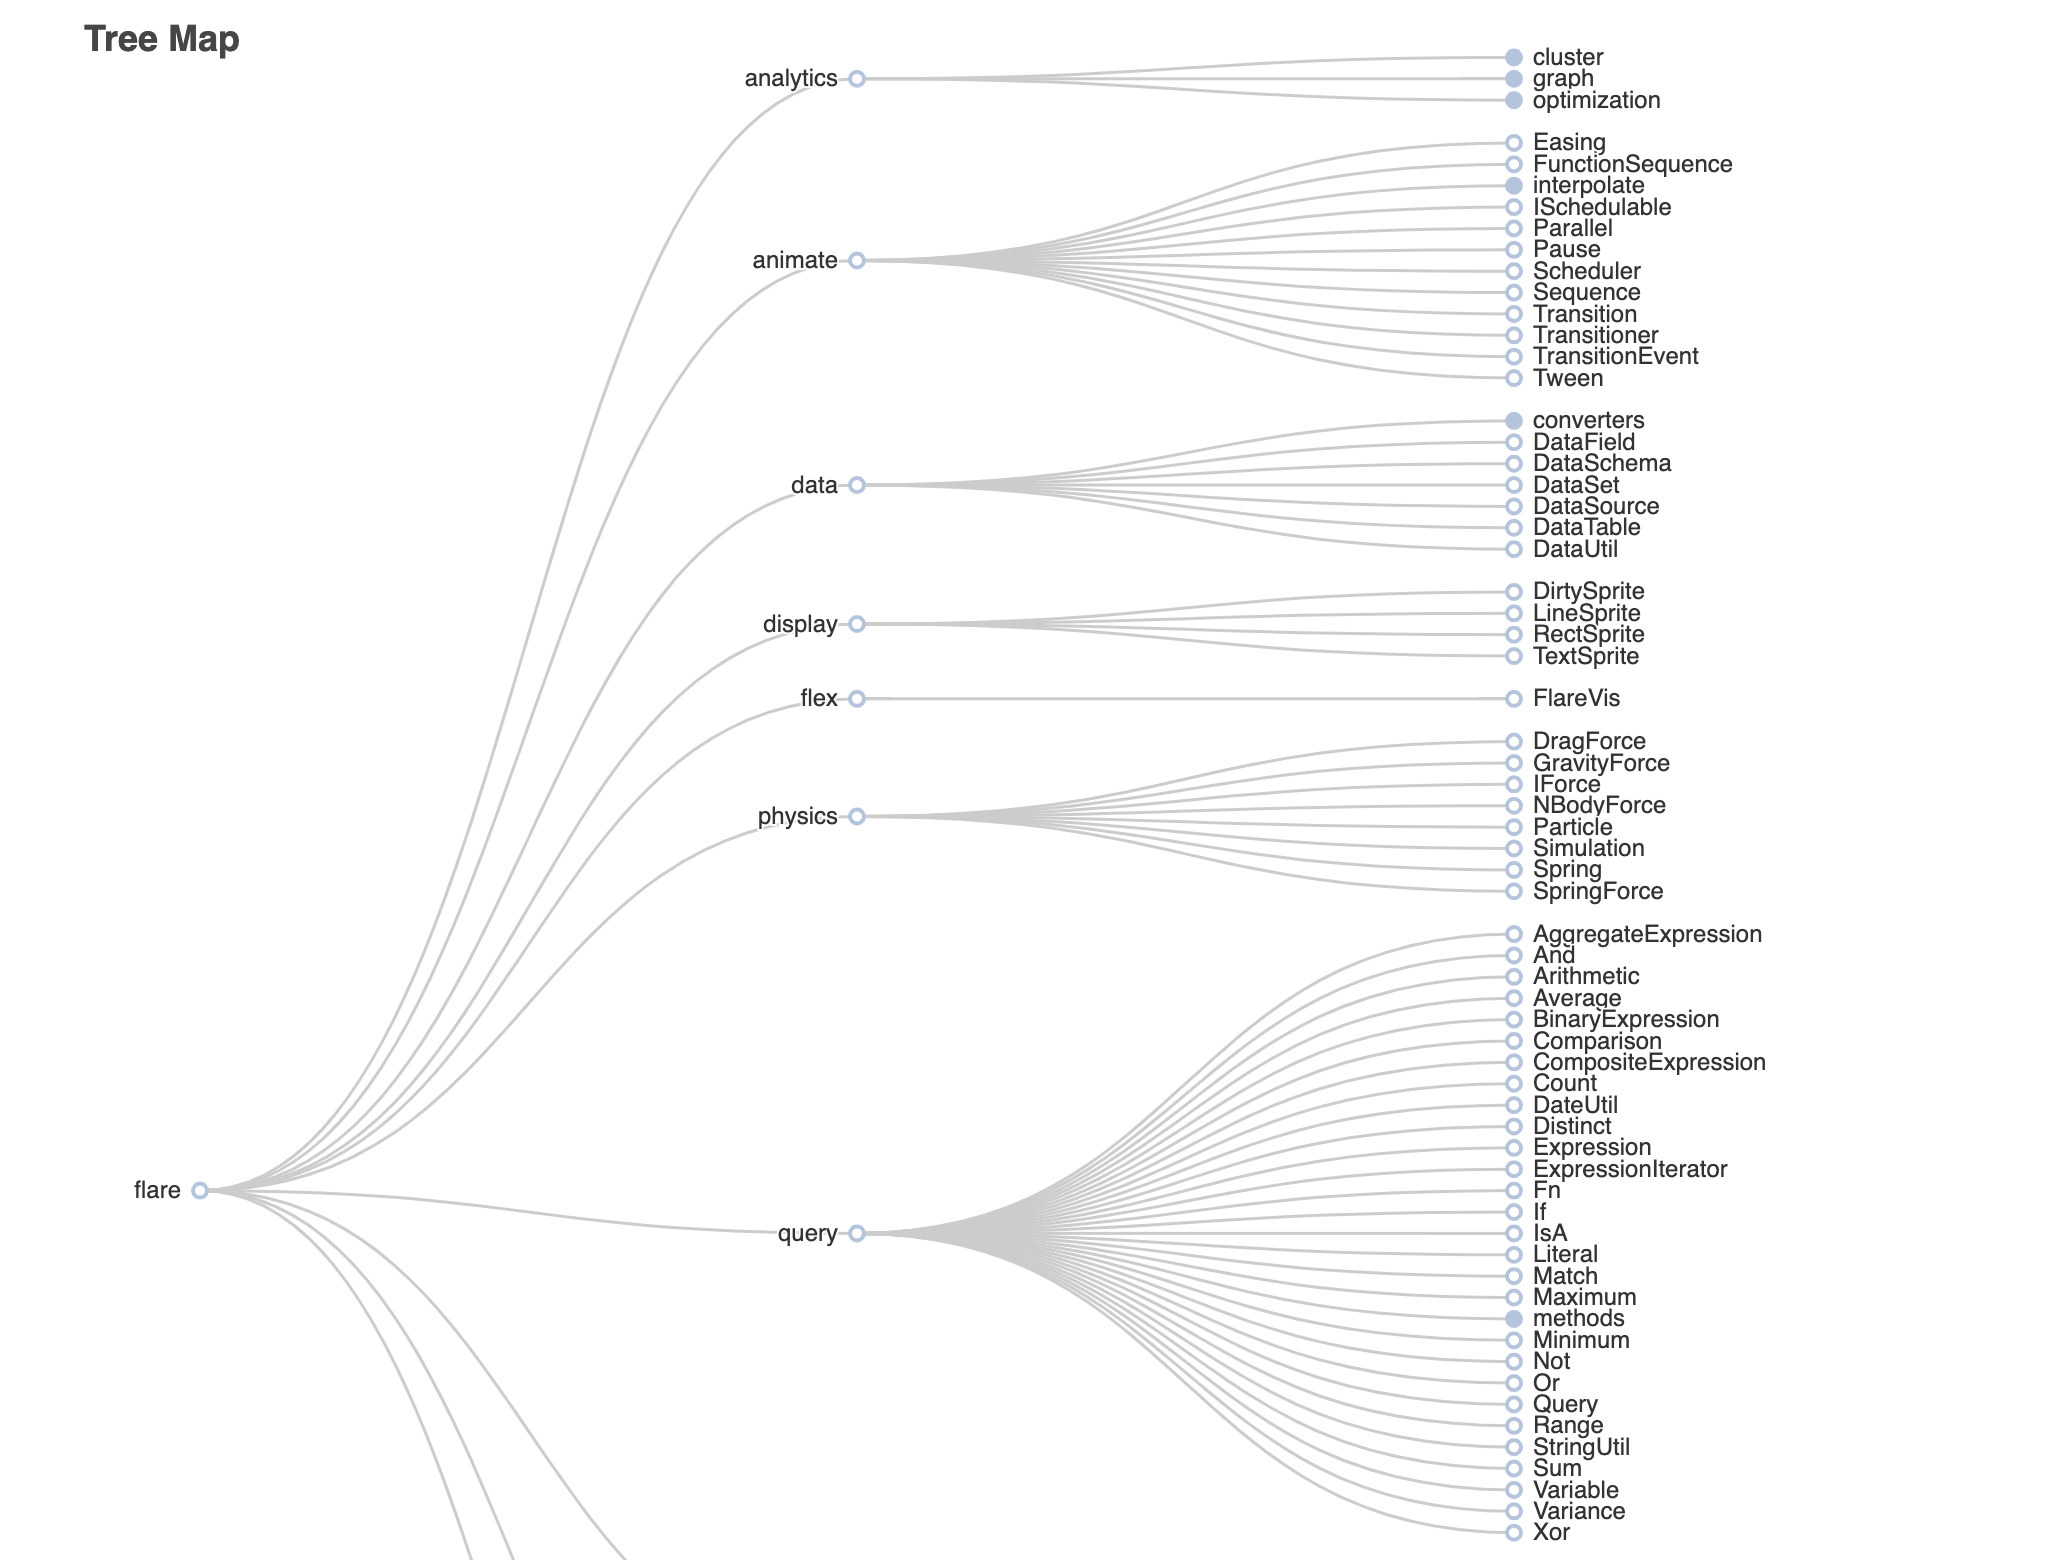 Tree Map
flare
analytics
cluster
graph
optimization
animate
Easing
FunctionSequence
interpolate
ISchedulable
Parallel
Pause
Scheduler
Sequence
Transition
Transitioner
TransitionEvent
Tween
data
converters
DataField
DataSchema
DataSet
DataSource
DataTable
DataUtil
display
DirtySprite
LineSprite
RectSprite
TextSprite
flex
FlareVis
physics
DragForce
GravityForce
IForce
NBodyForce
Particle
Simulation
Spring
SpringForce
query
AggregateExpression
And
Arithmetic
Average
BinaryExpression
Comparison
CompositeExpression
Count
DateUtil
Distinct
Expression
ExpressionIterator
Fn
If
IsA
Literal
Match
Maximum
methods
Minimum
Not
Or
Query
Range
StringUtil
Sum
Variable
Variance
Xor